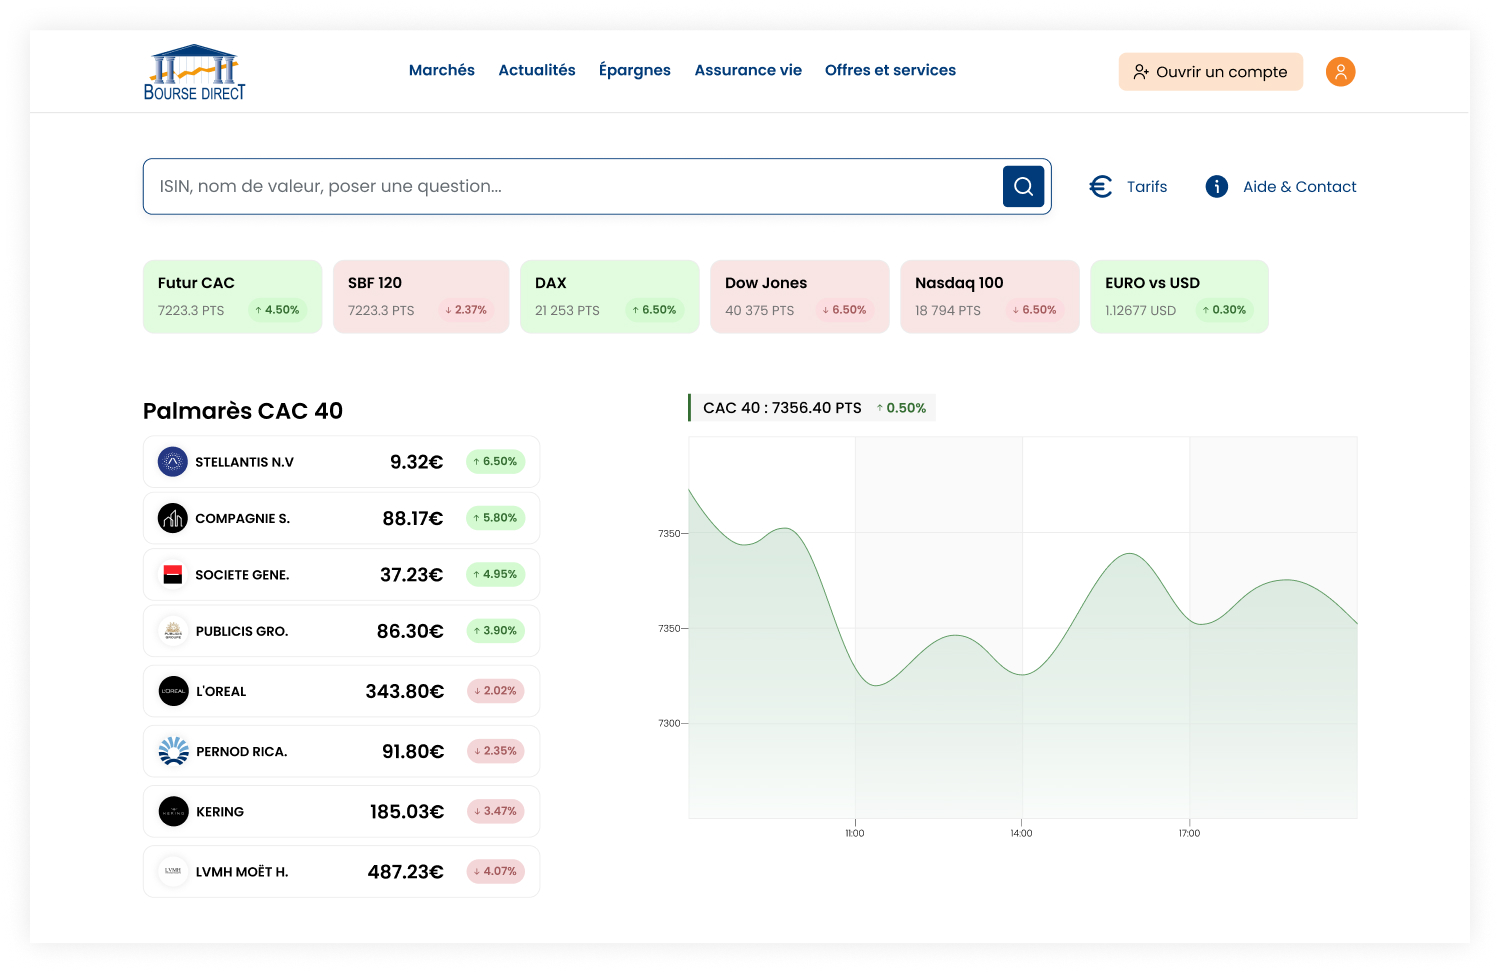 BOURSE DIRECT
Marchés Actualités Épargnes Assurance vie Offres et services
Ouvrir un compte
ISIN, nom de valeur, poser une question...
Tarifs
Aide & Contact
Futur CAC
7223.3 PTS ↑ 4.50%
SBF 120
7223.3 PTS ↓ 2.37%
DAX
21 253 PTS ↑ 6.50%
Dow Jones
40 375 PTS ↓ 6.50%
Nasdaq 100
18 794 PTS ↓ 6.50%
EURO vs USD
1.12677 USD ↑ 0.30%
Palmarès CAC 40
STELLANTIS N.V 9.32€ ↑ 6.50%
COMPAGNIE S. 88.17€ ↑ 5.80%
SOCIETE GENE. 37.23€ ↑ 4.95%
PUBLICIS GROUPE
PUBLICIS GRO. 86.30€ ↑ 3.90%
L'OREAL
L'OREAL 343.80€ ↓ 2.02%
PERNOD RICA. 91.80€ ↓ 2.35%
KERING
KERING 185.03€ ↓ 3.47%
LVMH
LVMH MOËT H. 487.23€ ↓ 4.07%
CAC 40 : 7356.40 PTS ↑ 0.50%
7350
7350
7300
11:00 14:00 17:00